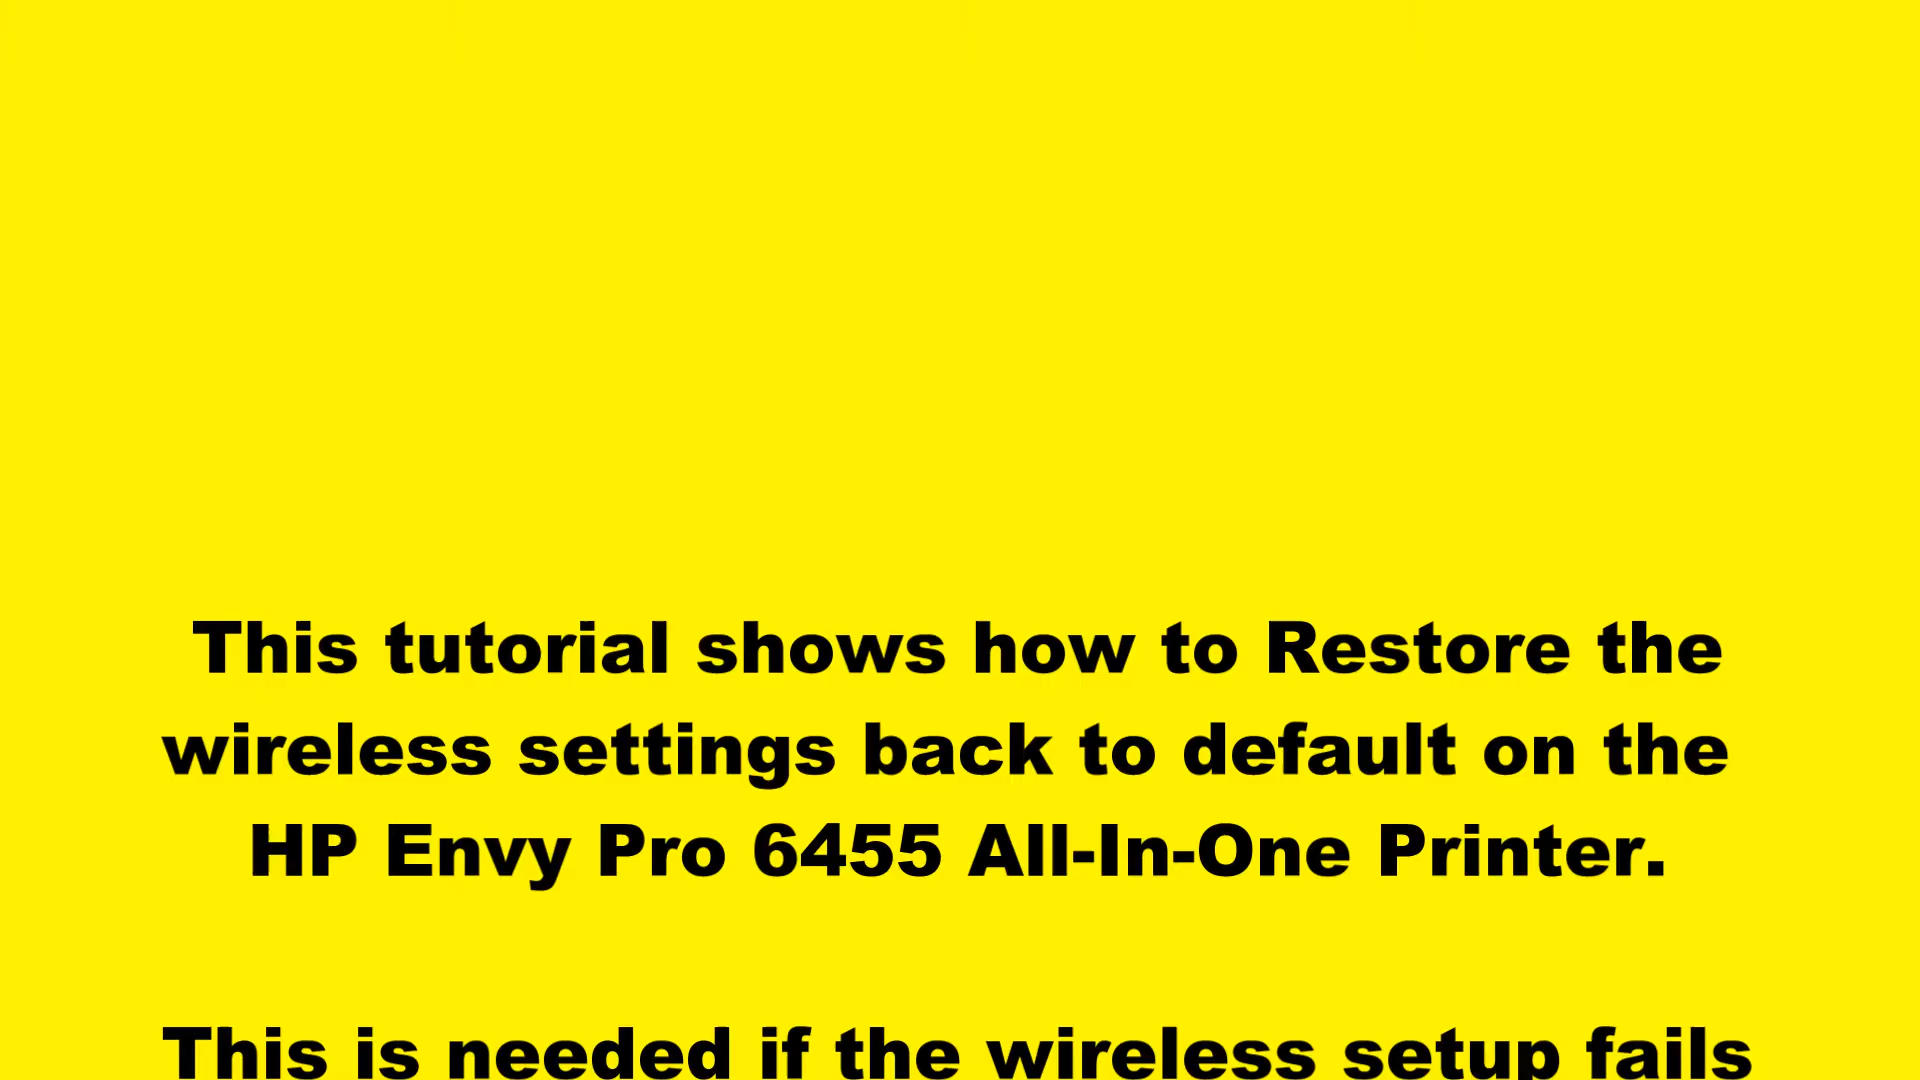 This tutorial shows how to Restore the
wireless settings back to default on the
HP Envy Pro 6455 All-In-One Printer.
This is needed if the wireless setup fails